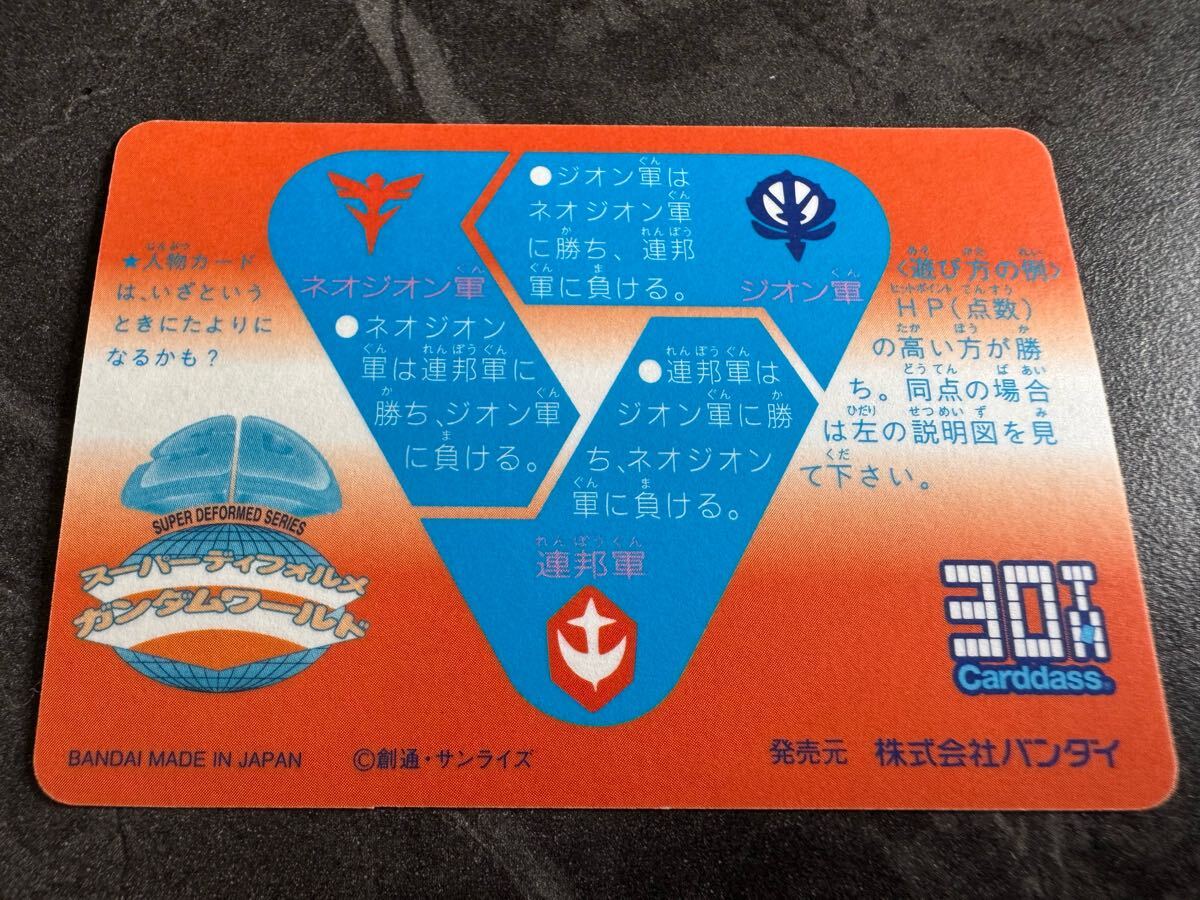 ★人物カード
は、いざという
ときにたよりに
なるかも?
SUPER DEFORMED SERIES
スーパーディフォルメ
ガンダムワールド
ネオジオン軍
●ネオジオン
軍は連邦軍に
勝ち、ジオン軍
に負ける。
●ジオン軍は
ネオジオン軍
に勝ち、連邦
軍に負ける。
ジオン軍
●連邦軍は
ジオン軍に勝
ち、ネオジオン
軍に負ける。
連邦軍
〈遊び方の例〉
HP(点数)
の高い方が勝
ち。同点の場合
は左の説明図を見
て下さい。
30th
Carddass
BANDAI MADE IN JAPAN
©創通・サンライズ
発売元 株式会社バンダイ